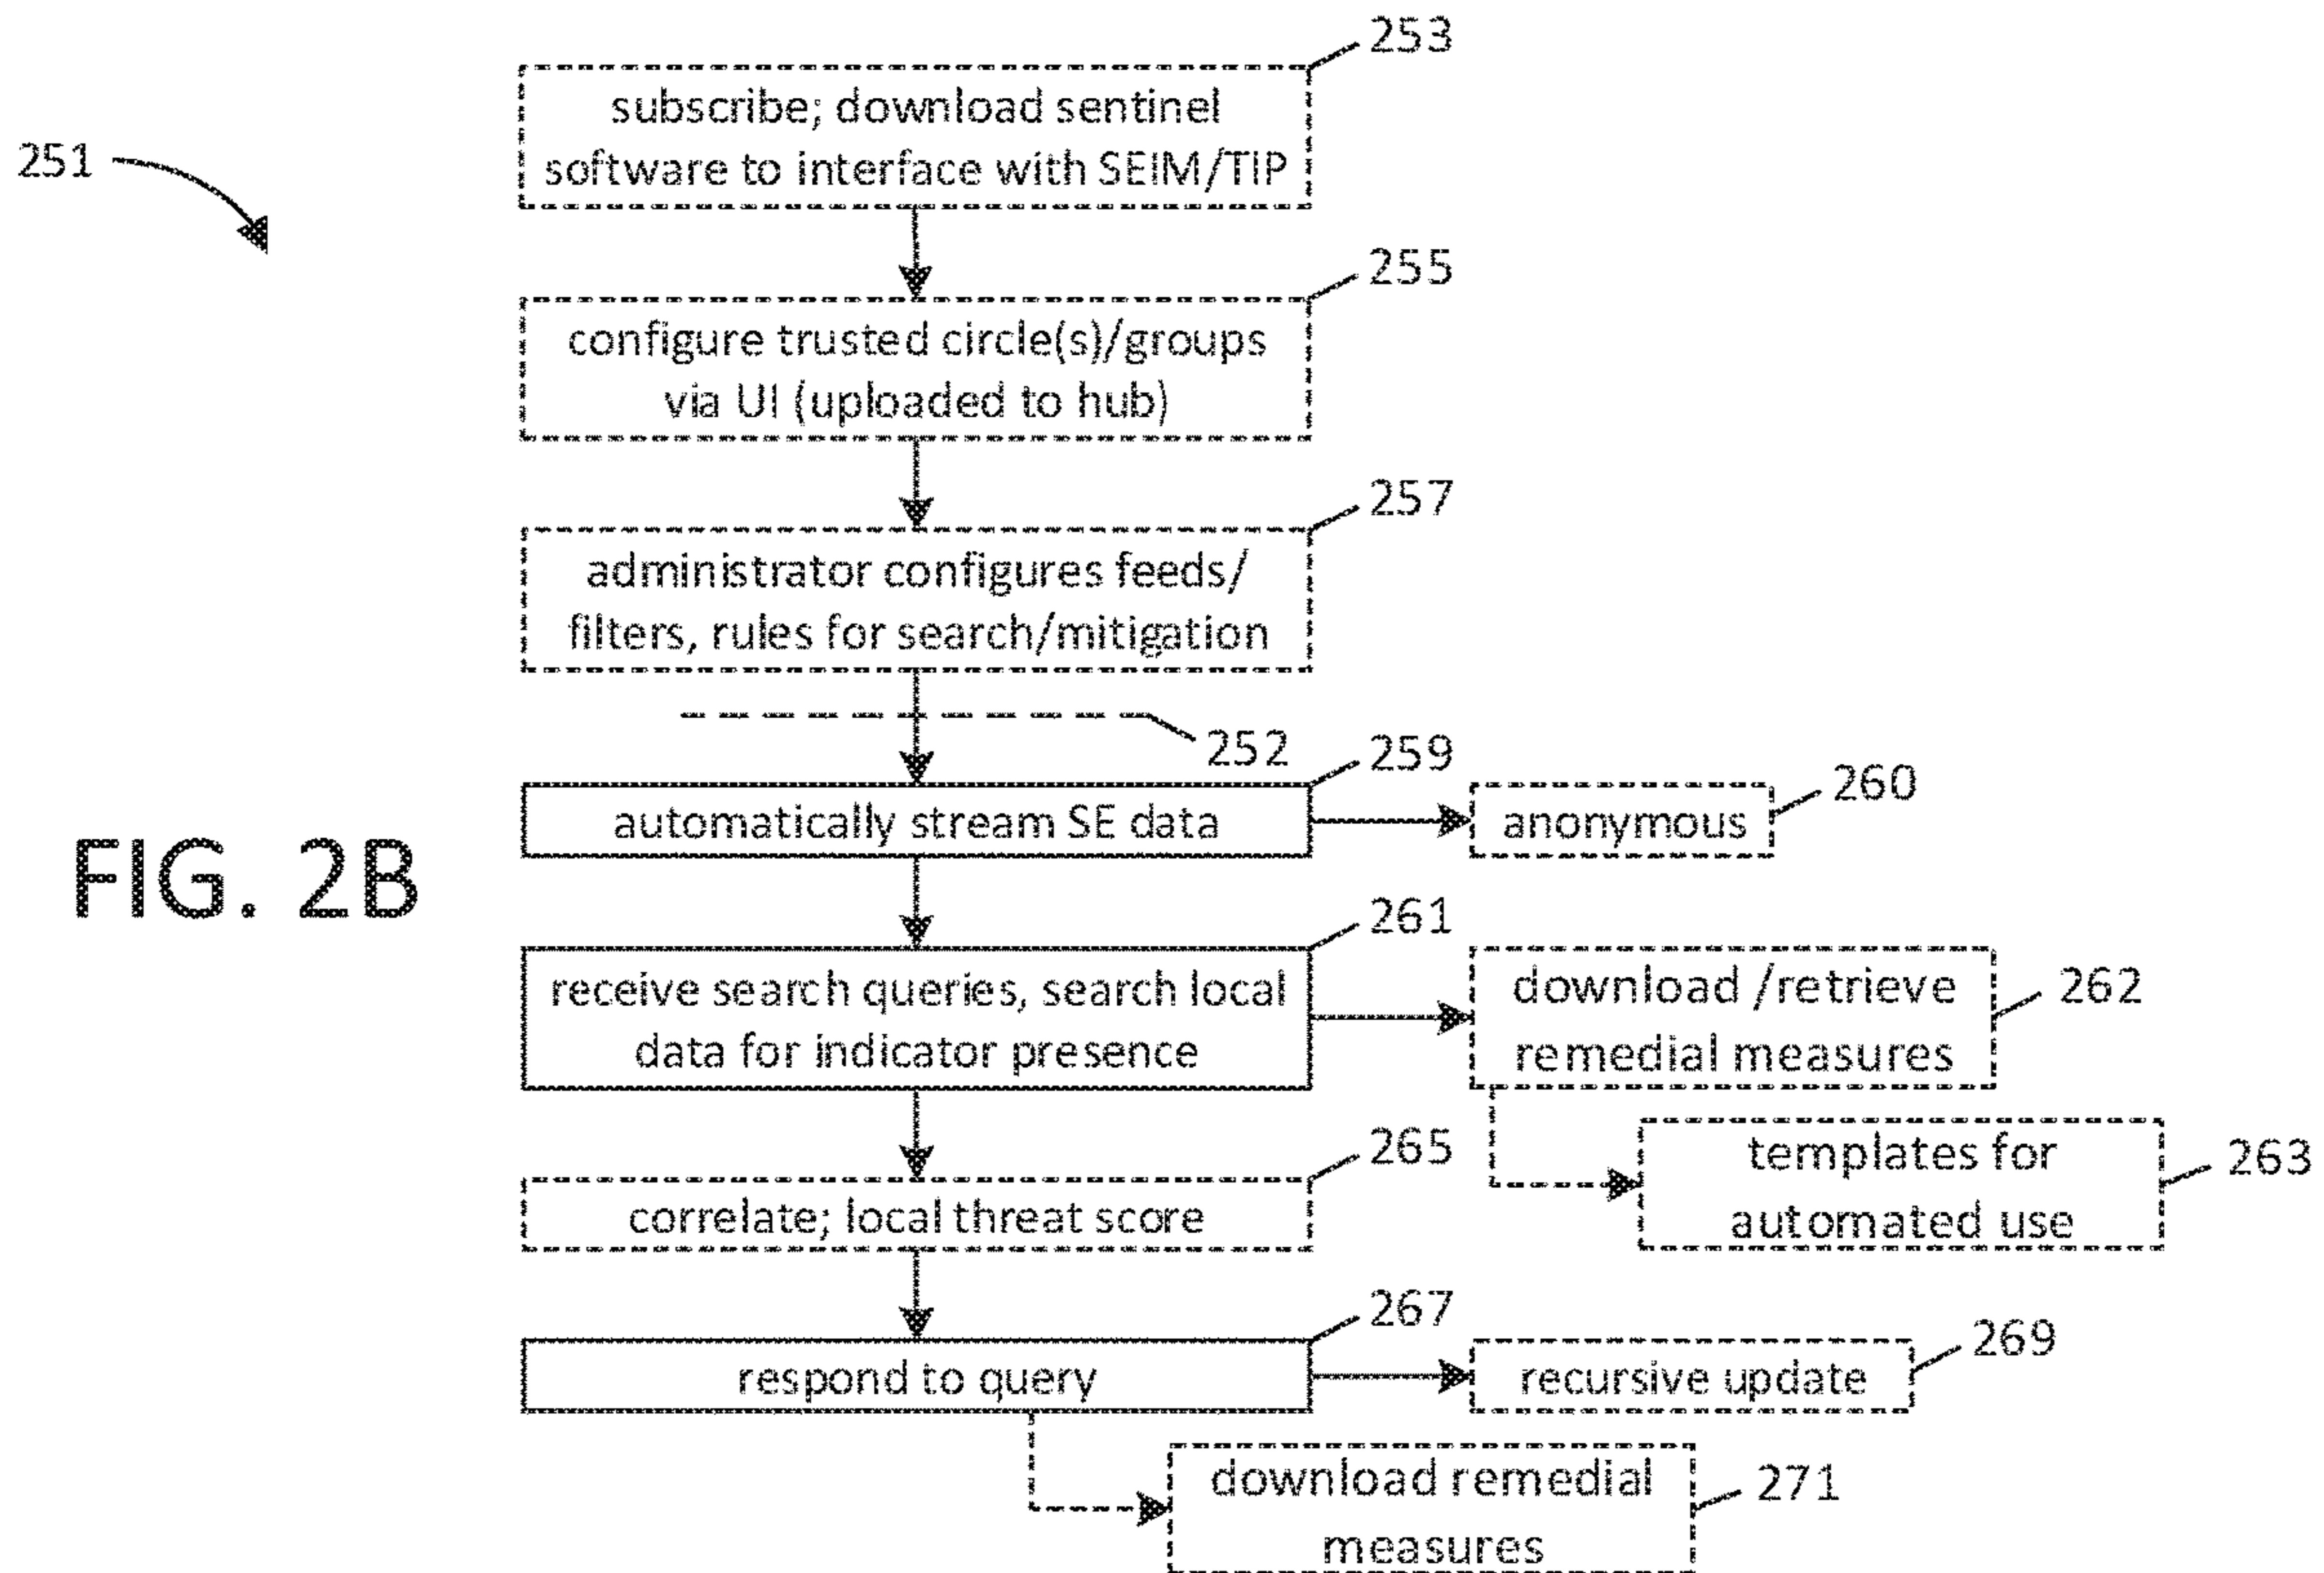 253
subscribe; download sentinel
software to interface with SEIM/TIP
251
255
configure trusted circle(s)/groups
via UI (uploaded to hub)
257
administrator configures feeds/
filters, rules for search/mitigation
252
259
automatically stream SE data
260
anonymous
FIG. 2B
261
receive search queries, search local
data for indicator presence
262
download /retrieve
remedial measures
263
templates for
automated use
265
correlate; local threat score
267
respond to query
269
recursive update
271
download remedial
measures